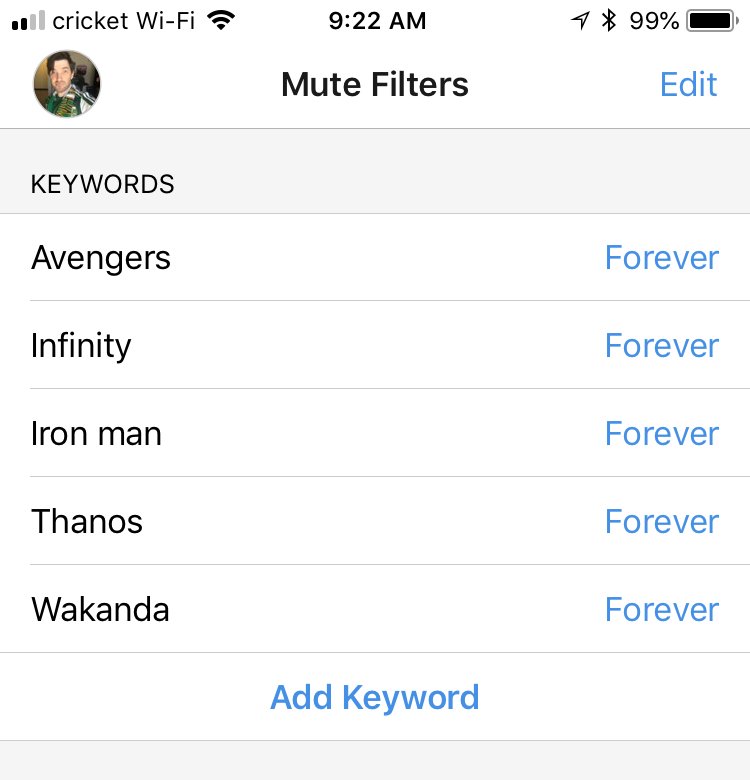 cricket Wi-Fi 9:22 AM 99%
Mute Filters Edit
KEYWORDS
Avengers Forever
Infinity Forever
Iron man Forever
Thanos Forever
Wakanda Forever
Add Keyword